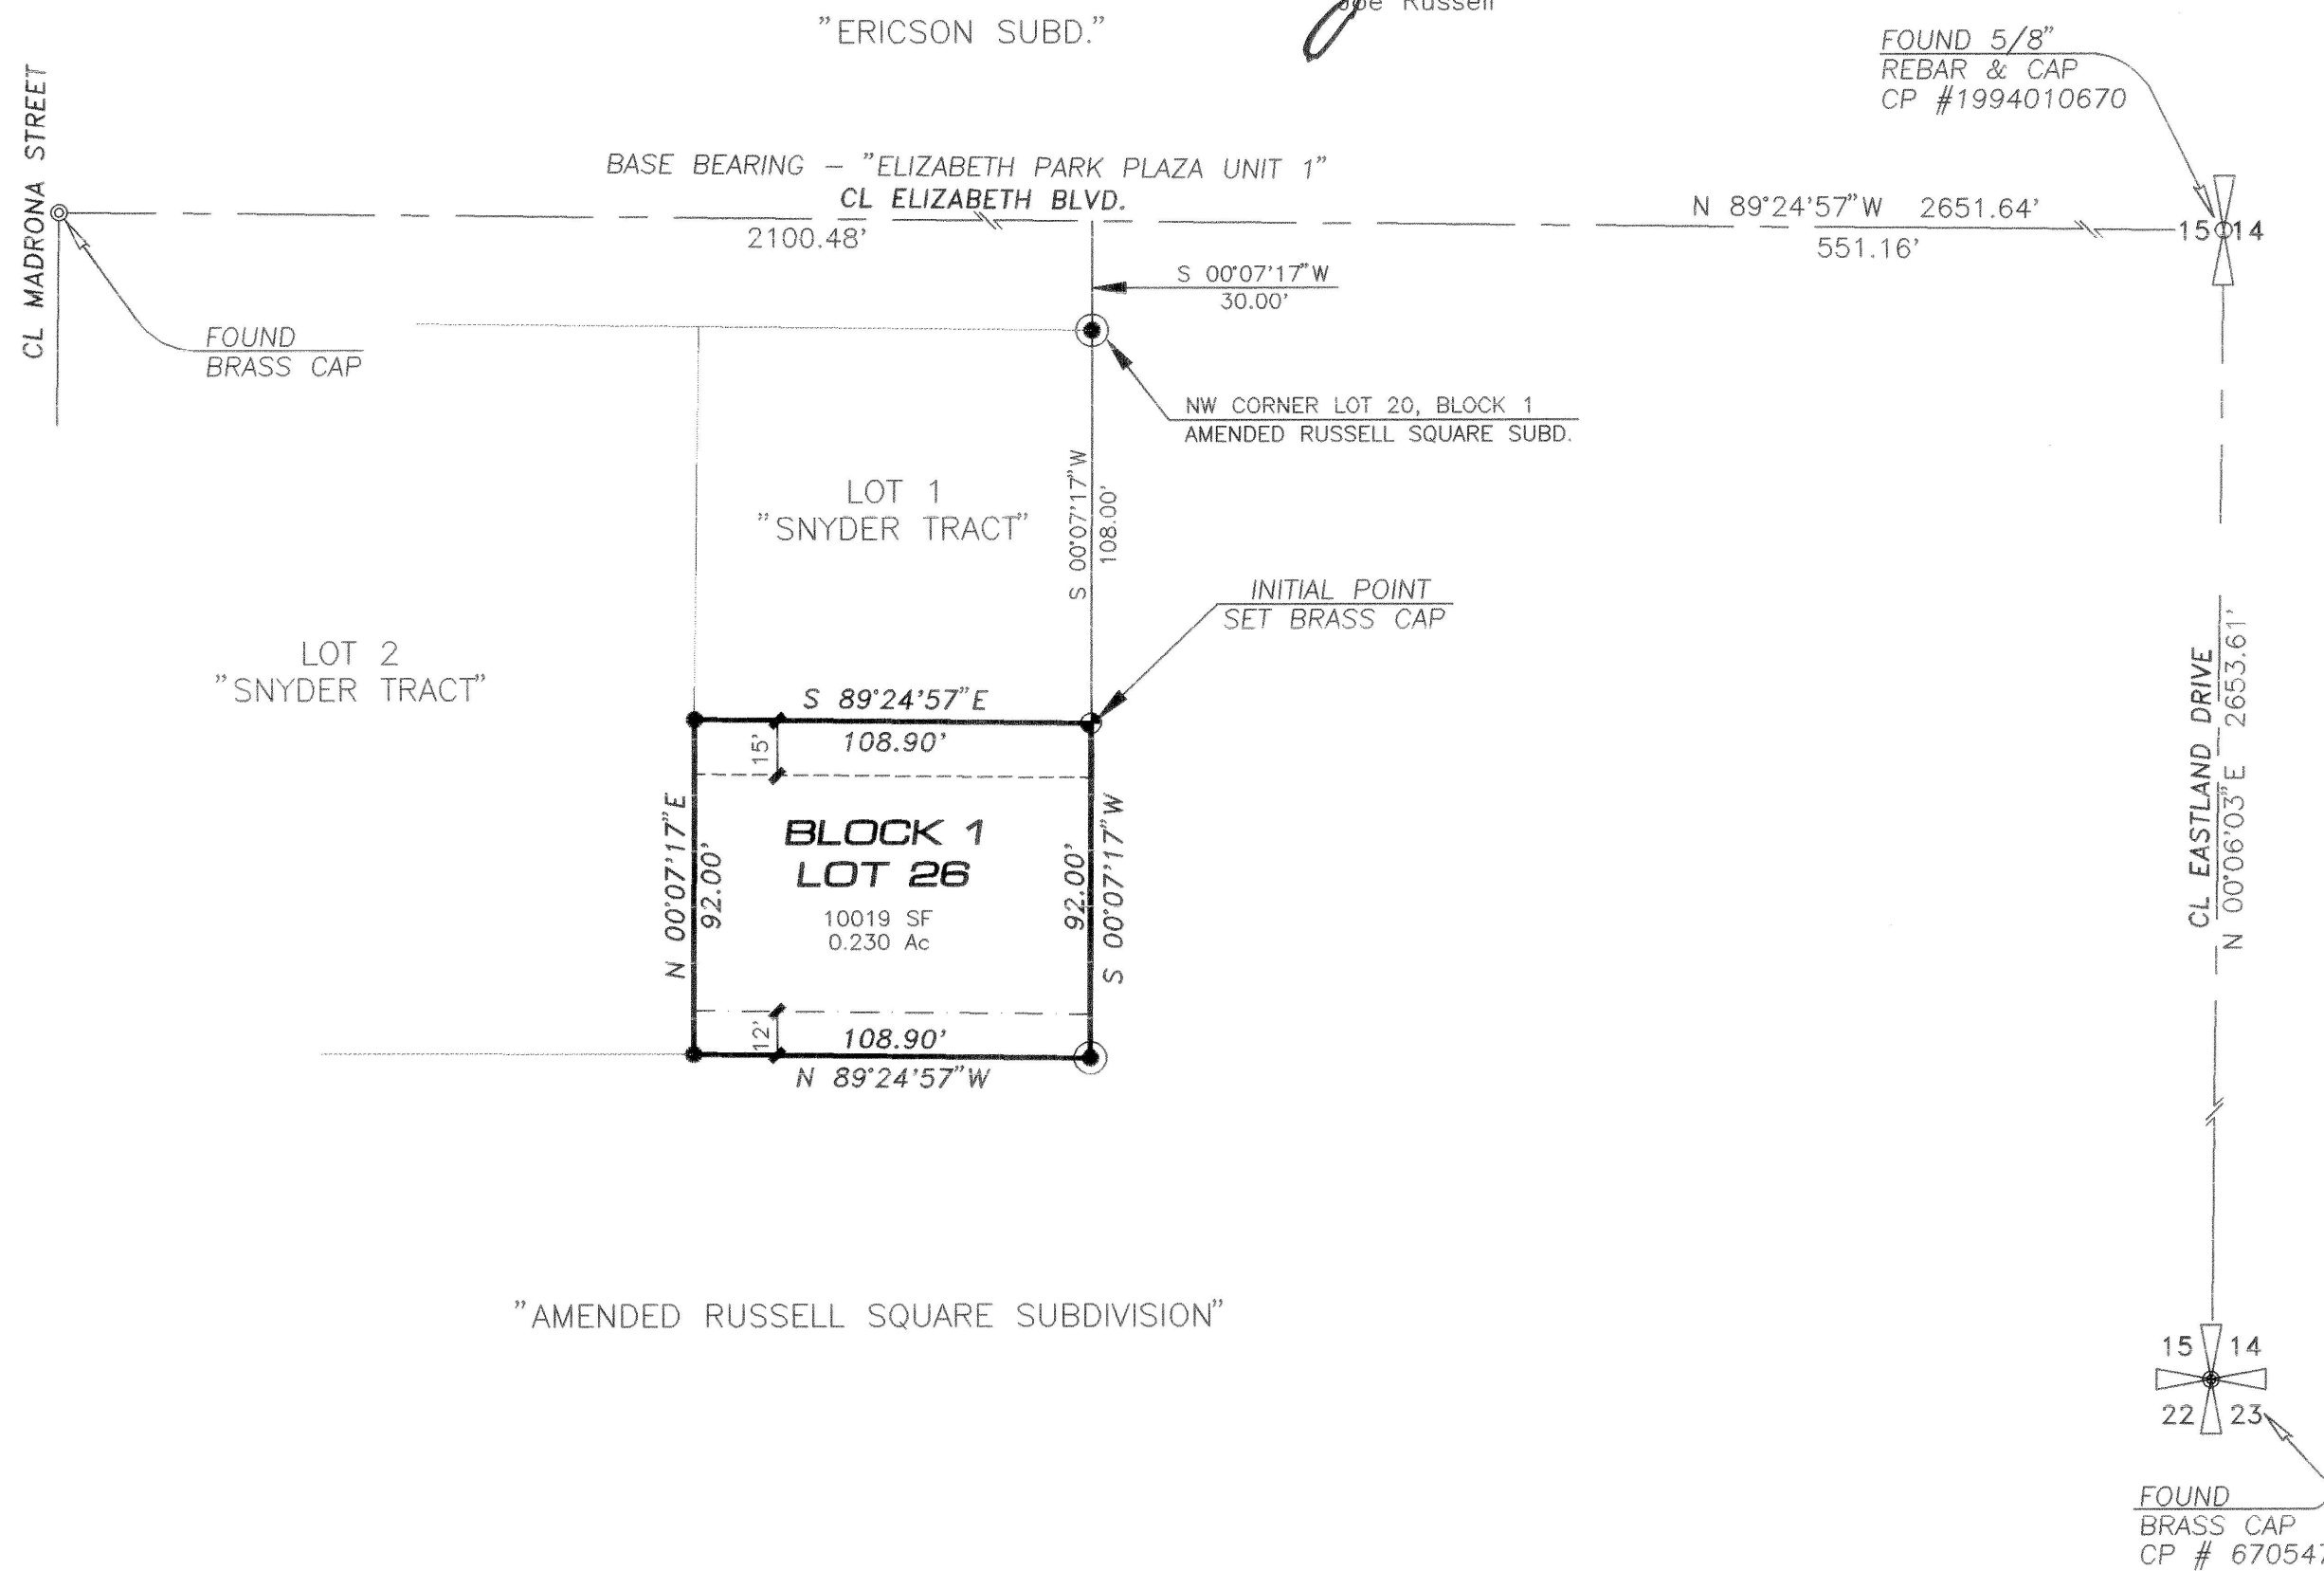 Joe Russell
"ERICSON SUBD."
FOUND 5/8"
REBAR & CAP
CP #1994010670
CL MADRONA STREET
BASE BEARING – "ELIZABETH PARK PLAZA UNIT 1"
CL ELIZABETH BLVD.
2100.48'
N 89°24'57"W 2651.64'
551.16'
15 14
S 00°07'17"W
30.00'
FOUND
BRASS CAP
NW CORNER LOT 20, BLOCK 1
AMENDED RUSSELL SQUARE SUBD.
LOT 1
"SNYDER TRACT"
S 00°07'17"W
108.00'
INITIAL POINT
SET BRASS CAP
LOT 2
"SNYDER TRACT"
S 89°24'57"E
108.90'
15'
N 00°07'17"E
92.00'
BLOCK 1
LOT 26
10019 SF
0.230 Ac
92.00'
S 00°07'17"W
12'
108.90'
N 89°24'57"W
CL EASTLAND DRIVE
N 00°06'03"E 2653.61'
"AMENDED RUSSELL SQUARE SUBDIVISION"
15 14
22 23
FOUND
BRASS CAP
CP # 670547